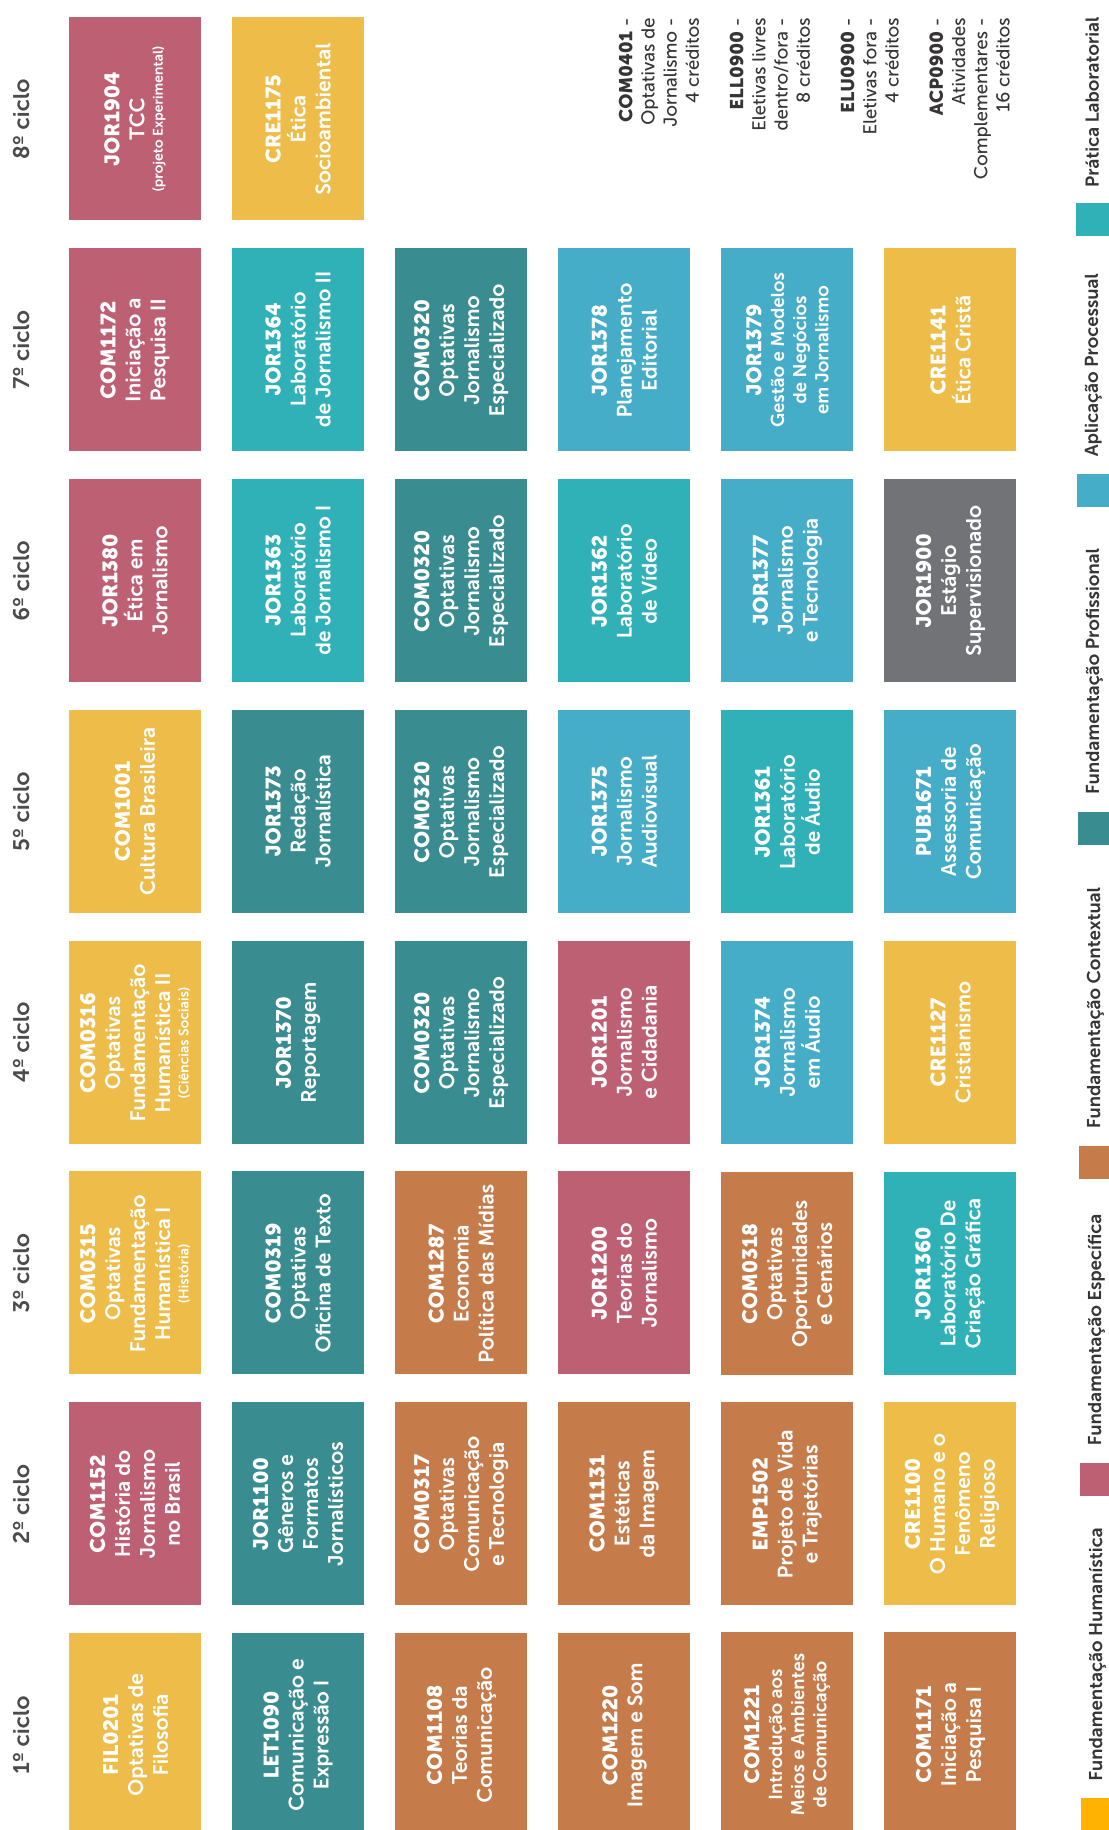 1º ciclo
FIL0201
Optativas de
Filosofia
LET1090
Comunicação e
Expressão I
COM1108
Teorias da
Comunicação
COM1220
Imagem e Som
COM1221
Introdução aos
Meios e Ambientes
de Comunicação
COM1171
Iniciação a
Pesquisa I
2º ciclo
COM1152
História do
Jornalismo
no Brasil
JOR1100
Gêneros e
Formatos
Jornalísticos
COM0317
Optativas
Comunicação
e Tecnologia
COM1131
Estéticas
da Imagem
EMP1502
Projeto de Vida
e Trajetórias
CRE1100
O Humano e o
Fenômeno
Religioso
3º ciclo
COM0315
Optativas
Fundamentação
Humanística I
(História)
COM0319
Optativas
Oficina de Texto
COM1287
Economia
Política das Mídias
JOR1200
Teorias do
Jornalismo
COM0318
Optativas
Oportunidades
e Cenários
JOR1360
Laboratório De
Criação Gráfica
4º ciclo
COM0316
Optativas
Fundamentação
Humanística II
(Ciências Sociais)
JOR1370
Reportagem
COM0320
Optativas
Jornalismo
Especializado
JOR1201
Jornalismo
e Cidadania
JOR1374
Jornalismo
em Áudio
CRE1127
Cristianismo
5º ciclo
COM1001
Cultura Brasileira
JOR1373
Redação
Jornalística
COM0320
Optativas
Jornalismo
Especializado
JOR1375
Jornalismo
Audiovisual
JOR1361
Laboratório
de Áudio
PUB1671
Assessoria de
Comunicação
6º ciclo
JOR1380
Ética em
Jornalismo
JOR1363
Laboratório
de Jornalismo I
COM0320
Optativas
Jornalismo
Especializado
JOR1362
Laboratório
de Vídeo
JOR1377
Jornalismo
e Tecnologia
JOR1900
Estágio
Supervisionado
7º ciclo
COM1172
Iniciação a
Pesquisa II
JOR1364
Laboratório
de Jornalismo II
COM0320
Optativas
Jornalismo
Especializado
JOR1378
Planejamento
Editorial
JOR1379
Gestão e Modelos
de Negócios
em Jornalismo
CRE1141
Ética Cristã
8º ciclo
JOR1904
TCC
(projeto Experimental)
CRE1175
Ética
Socioambiental
COM0401 -
Optativas de
Jornalismo -
4 créditos
ELL0900 -
Eletivas livres
dentro/fora -
8 créditos
ELU0900 -
Eletivas fora -
4 créditos
ACP0900 -
Atividades
Complementares -
16 créditos
Fundamentação Humanística
Fundamentação Específica
Fundamentação Contextual
Fundamentação Profissional
Aplicação Processual
Prática Laboratorial